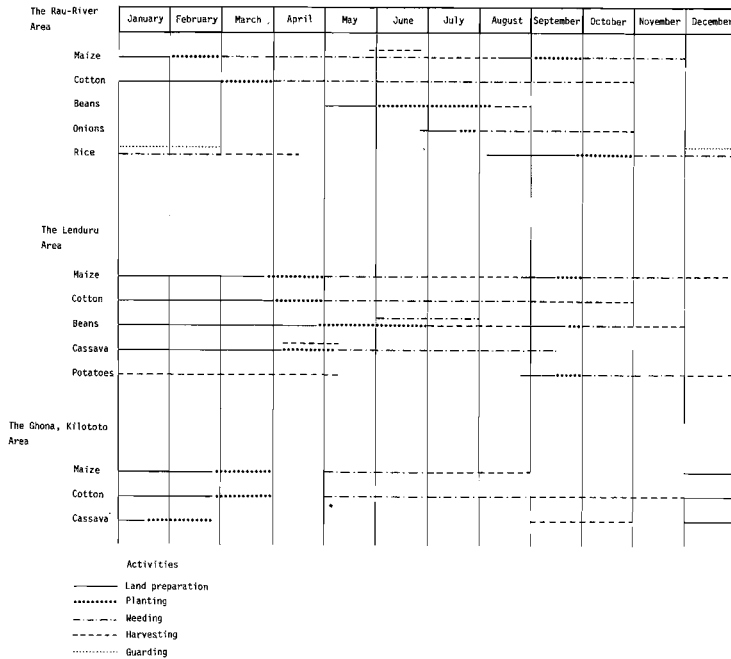 The Rau-River
Area
January February March April May June July August September October November December
Maize
Cotton
Beans
Onions
Rice
The Lenduru
Area
Maize
Cotton
Beans
Cassava
Potatoes
The Ghona, Kilototo
Area
Maize
Cotton
Cassava
Activities
Land preparation
Planting
Weeding
Harvesting
Guarding